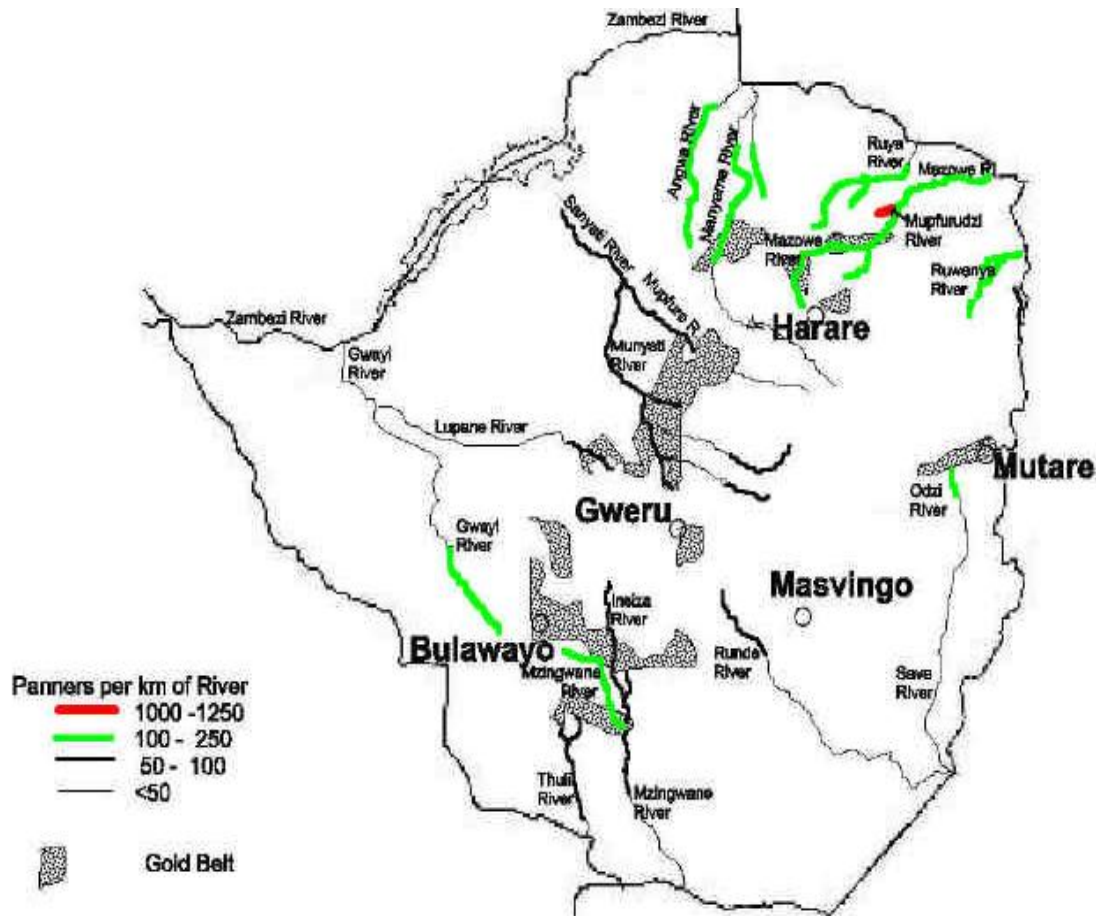 Zambezi River
Angwa River
Manyame River
Ruya
River
Mazowe R
Mupfurudzi
River
Mazowe
River
Ruwenya
River
Sanyati River
Mupfure R.
Harare
Zambezi River
Gwayi
River
Munyati
River
Lupane River
Mutare
Odzi
River
Gweru
Gwayi
River
Masvingo
Insiza
River
Bulawayo
Mzingwane
River
Runde
River
Save
River
Panners per km of River
1000 -1250
100 - 250
50 - 100
<50
Thuli
River
Mzingwane
River
Gold Belt